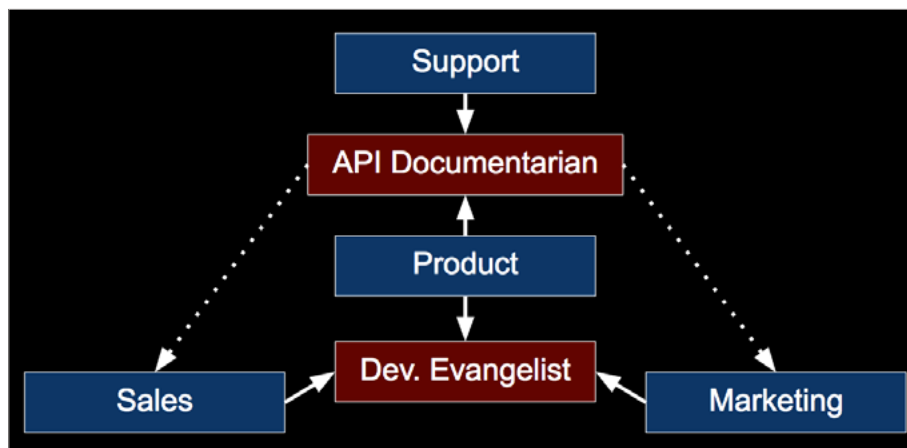 Support
API Documentarian
Product
Dev. Evangelist
Sales
Marketing